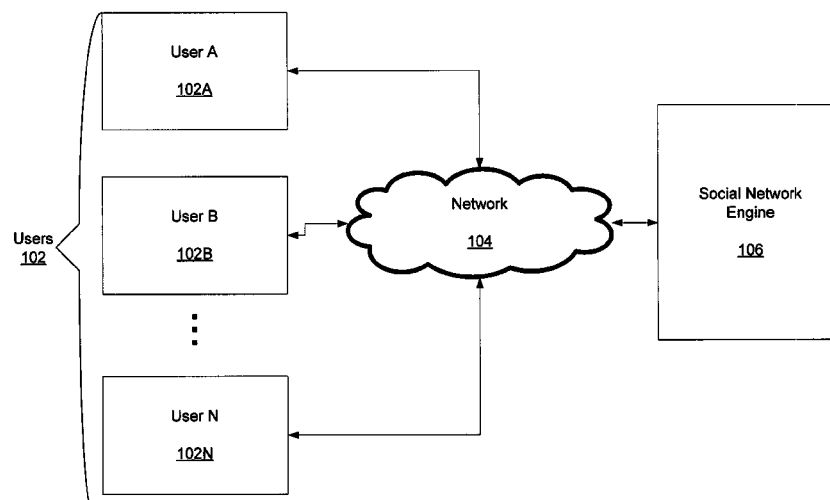 User A
102A
User B
102B
Users
102
User N
102N
Network
104
Social Network
Engine
106